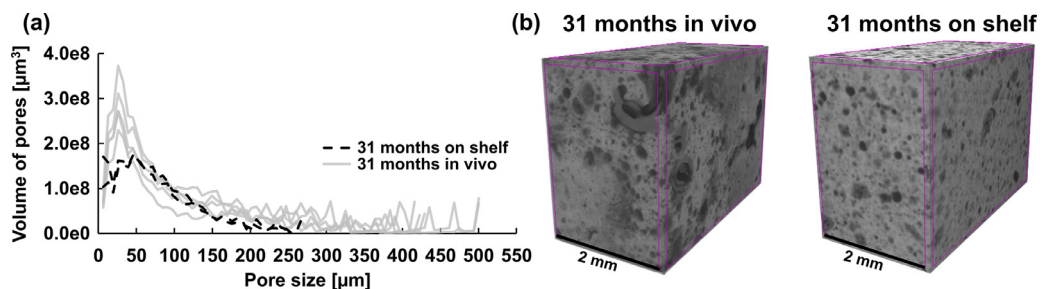 (a)
4.0e8
3.0e8
2.0e8
1.0e8
0.0e0
Volume of pores [µm³]
0 50 100 150 200 250 300 350 400 450 500 550
Pore size [µm]
31 months on shelf
31 months in vivo
(b)
31 months in vivo
2 mm
31 months on shelf
2 mm